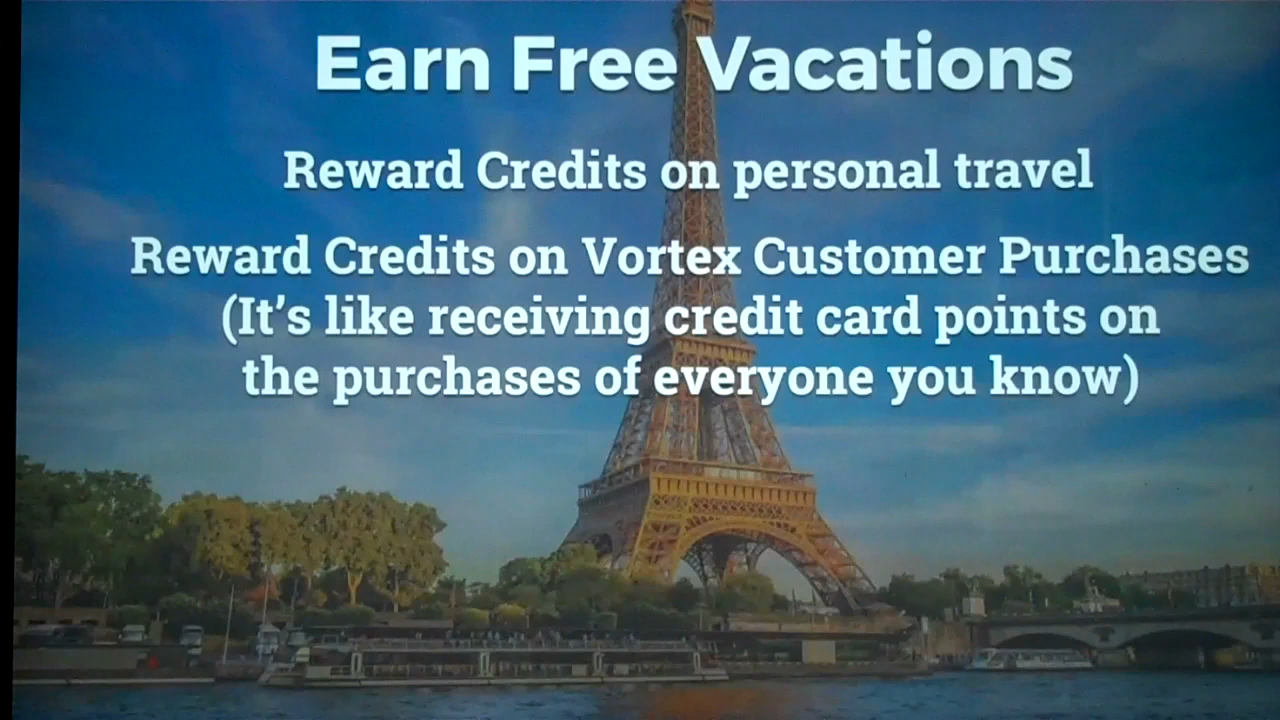 Earn Free Vacations
Reward Credits on personal travel
Reward Credits on Vortex Customer Purchases
(It’s like receiving credit card points on
the purchases of everyone you know)